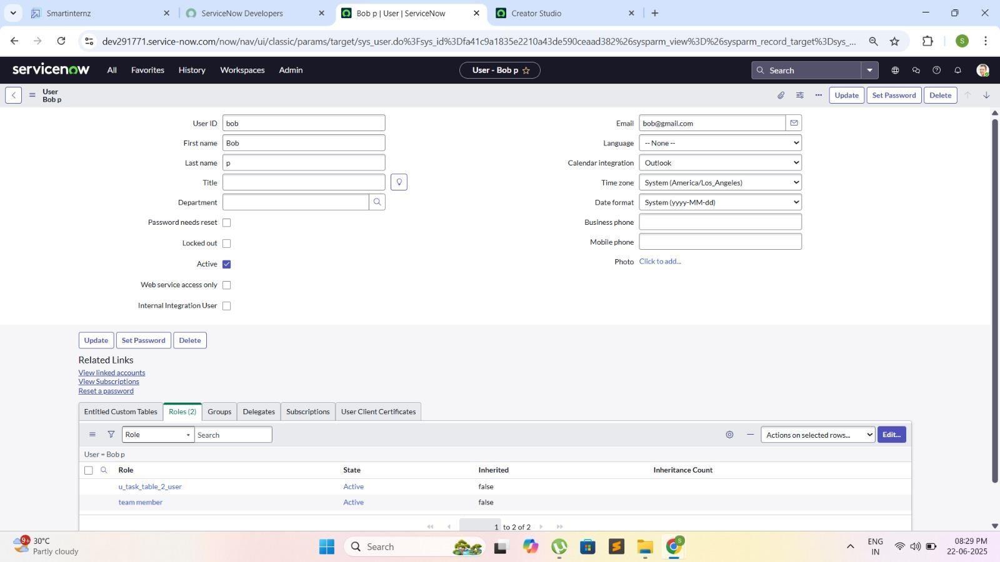 Smartinternz
ServiceNow Developers
Bob p | User | ServiceNow
Creator Studio
dev291771.service-now.com/now/nav/ui/classic/params/target/sys_user.do%3Fsys_id%3Dfa41c9a1835e2210a43de590ceaad382%26sysparm_view%3D%26sysparm_record_target%3Dsys_...
S
servicenow
All
Favorites
History
Workspaces
Admin
User - Bob p
Search
User
Bob p
Update
Set Password
Delete
User ID
bob
Email
bob@gmail.com
First name
Bob
Language
-- None --
Last name
p
Calendar integration
Outlook
Title
Time zone
System (America/Los_Angeles)
Department
Date format
System (yyyy-MM-dd)
Password needs reset
Business phone
Locked out
Mobile phone
Active
Photo
Click to add...
Web service access only
Internal Integration User
Update
Set Password
Delete
Related Links
View linked accounts
View Subscriptions
Reset a password
Entitled Custom Tables
Roles (2)
Groups
Delegates
Subscriptions
User Client Certificates
Role
Search
Actions on selected rows...
Edit...
User = Bob p
Role
State
Inherited
Inheritance Count
u_task_table_2_user
Active
false
team member
Active
false
1 to 2 of 2
9+
30°C
Partly cloudy
Search
S
ENG
IN
08:29 PM
22-06-2025